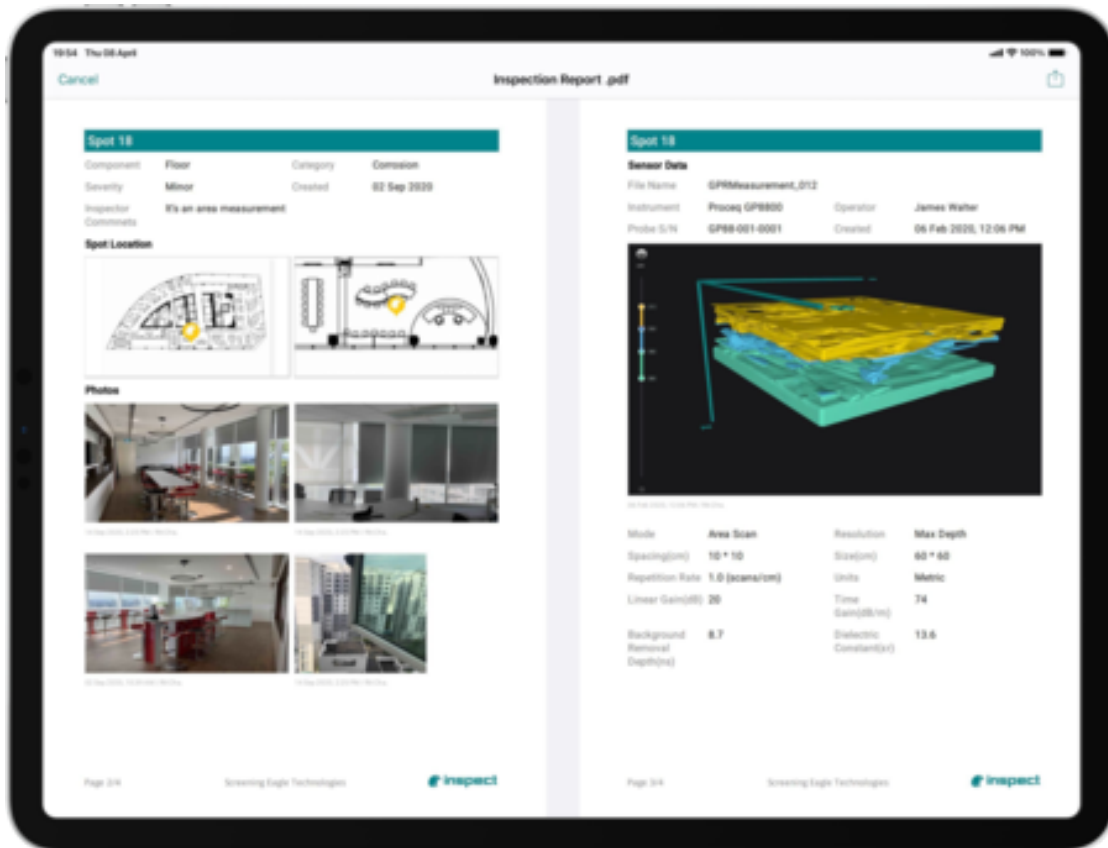 19:54 Thu 08 April
100%
Cancel
Inspection Report .pdf
Spot 18
Component Floor Category Corrosion
Severity Minor Created 02 Sep 2020
Inspector It's an area measurement
Commnets
Spot Location
Photos
Page 2/4 Screening Eagle Technologies inspect
Spot 18
Sensor Data
File Name GPRMeasurement_012
Instrument Proceq GP8800 Operator James Walter
Probe S/N GP88-001-0001 Created 06 Feb 2020, 12:06 PM
Mode Area Scan Resolution Max Depth
Spacing(cm) 10 * 10 Size(cm) 60 * 60
Repetition Rate 1.0 (scans/cm) Units Metric
Linear Gain(dB) 20 Time 74
Gain(dB/m)
Background 8.7 Dielectric 13.6
Removal Constant(εr)
Depth(ns)
Page 3/4 Screening Eagle Technologies inspect